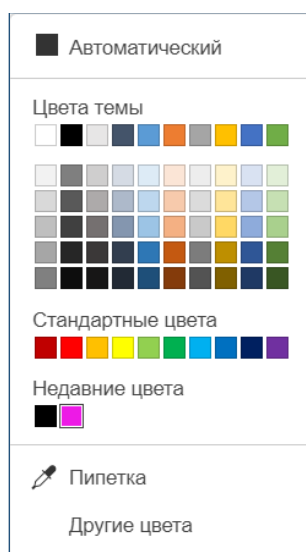 Автоматический
Цвета темы
Стандартные цвета
Недавние цвета
Пипетка
Другие цвета